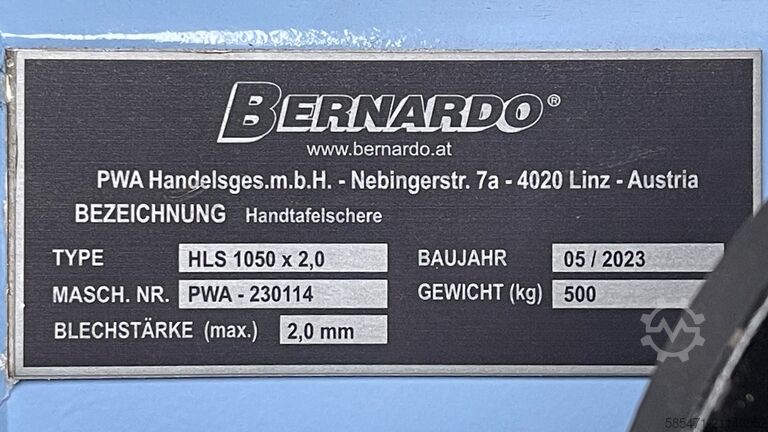 BERNARDO®
www.bernardo.at
PWA Handelsges.m.b.H. - Nebingerstr. 7a - 4020 Linz - Austria
BEZEICHNUNG Handtafelschere
TYPE HLS 1050 x 2,0 BAUJAHR 05 / 2023
MASCH. NR. PWA - 230114 GEWICHT (kg) 500
BLECHSTÄRKE (max.) 2,0 mm